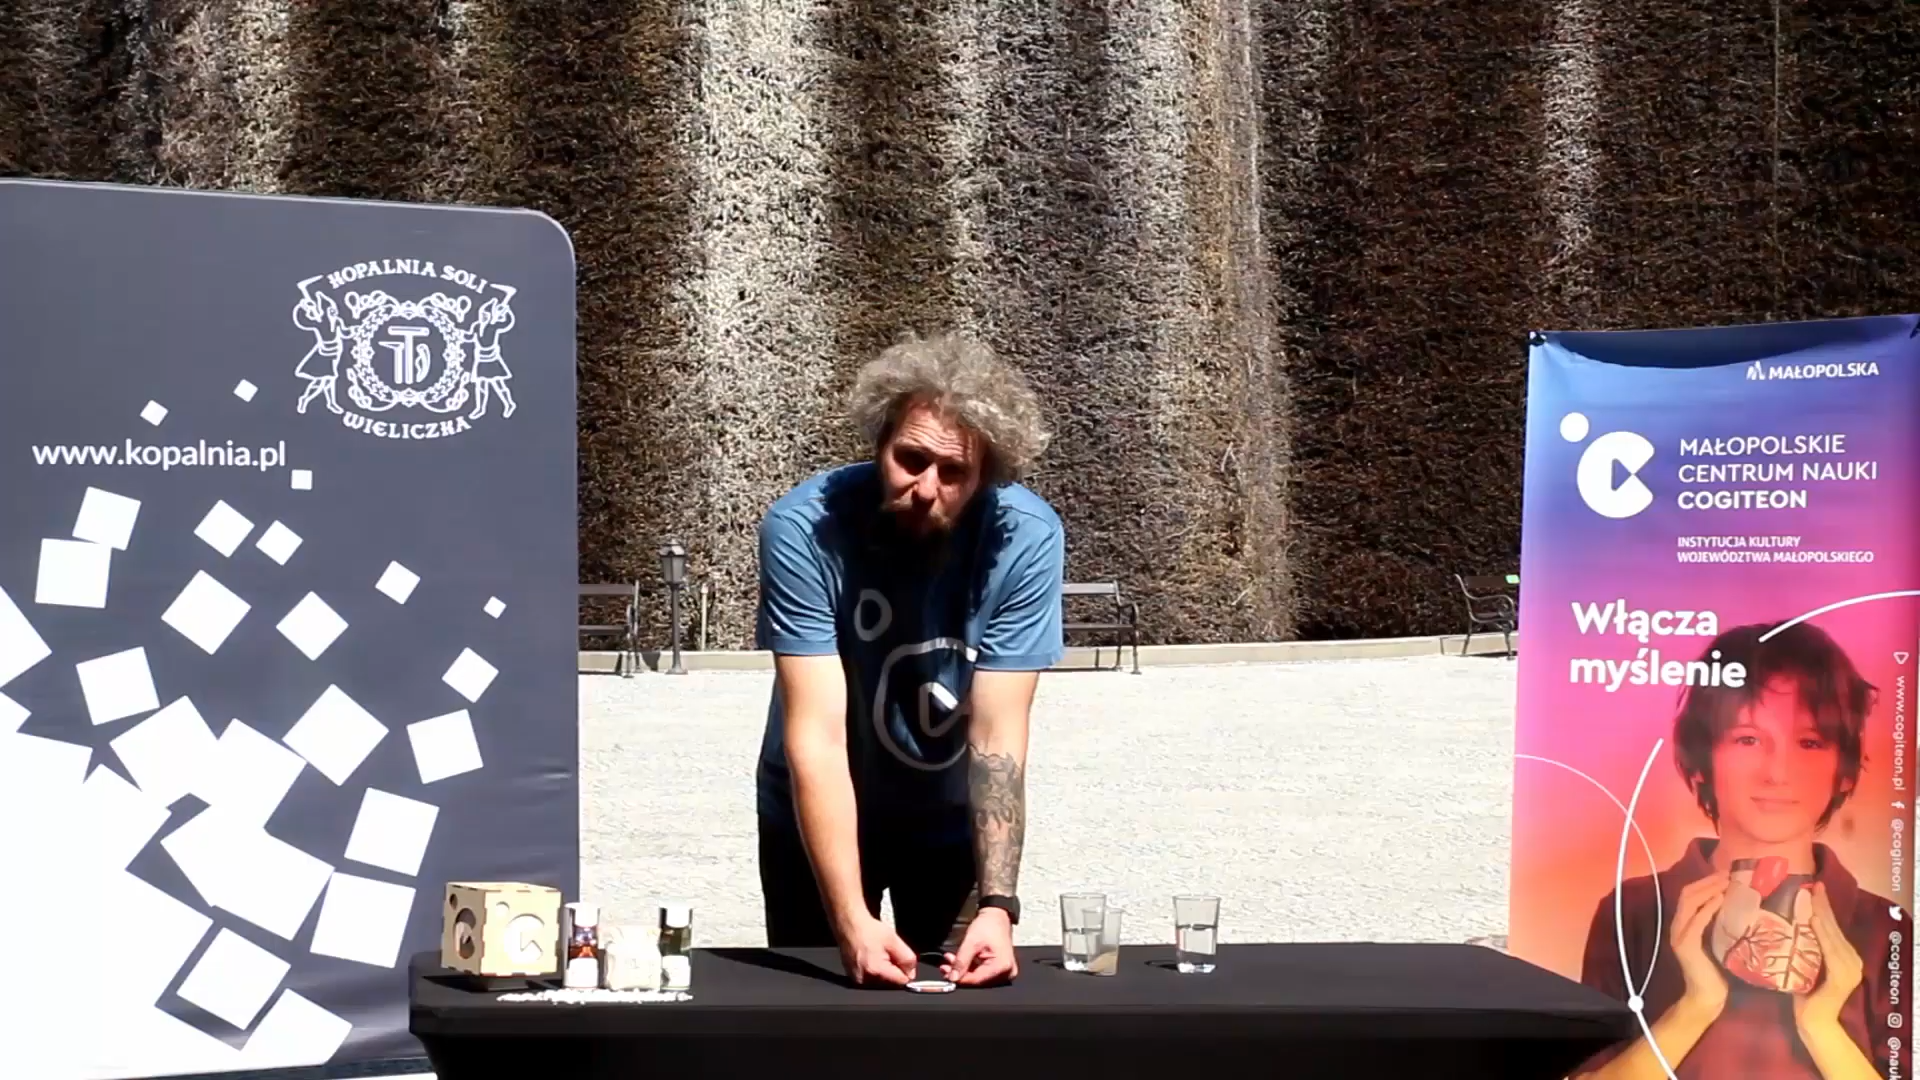 KOPALNIA SOLI
WIELICZKA
www.kopalnia.pl
MAŁOPOLSKA
MAŁOPOLSKIE
CENTRUM NAUKI
COGITEON
INSTYTUCJA KULTURY
WOJEWÓDZTWA MAŁOPOLSKIEGO
Włącza
myślenie
www.cogiteon.pl @cogiteon @cogiteon